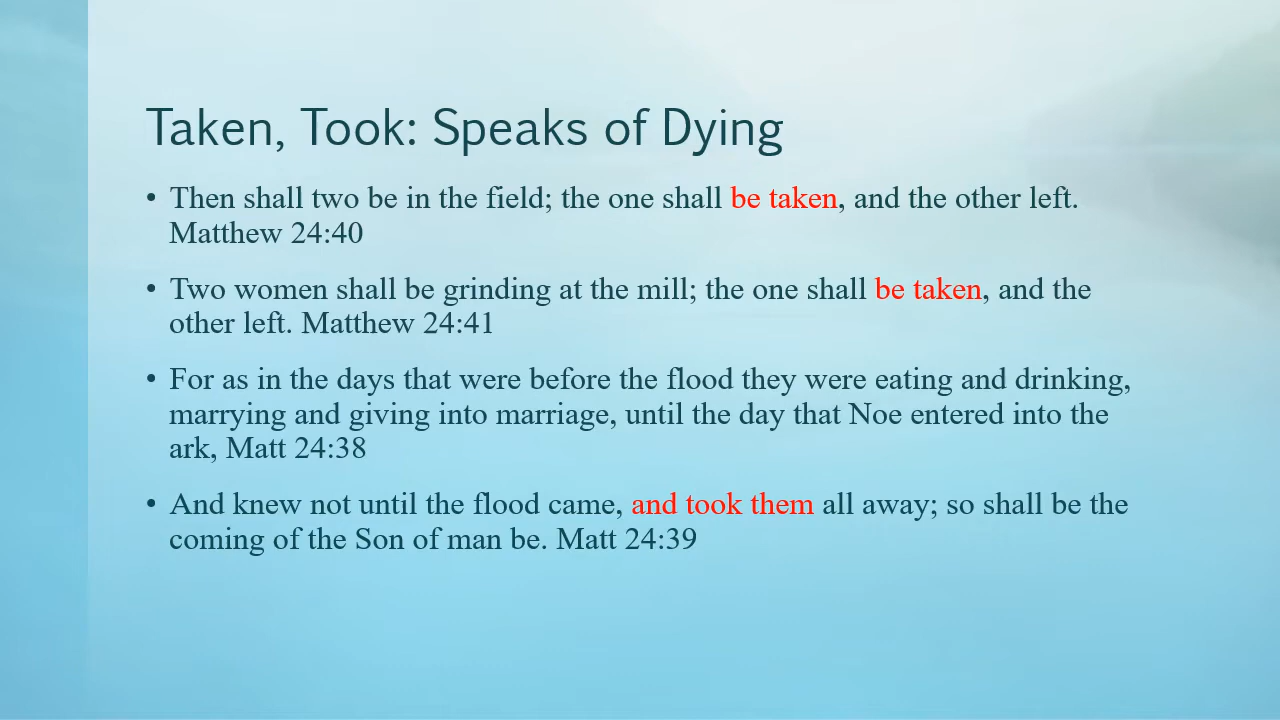 Taken, Took: Speaks of Dying
• Then shall two be in the field; the one shall be taken, and the other left.
Matthew 24:40
• Two women shall be grinding at the mill; the one shall be taken, and the
other left. Matthew 24:41
• For as in the days that were before the flood they were eating and drinking,
marrying and giving into marriage, until the day that Noe entered into the
ark, Matt 24:38
• And knew not until the flood came, and took them all away; so shall be the
coming of the Son of man be. Matt 24:39